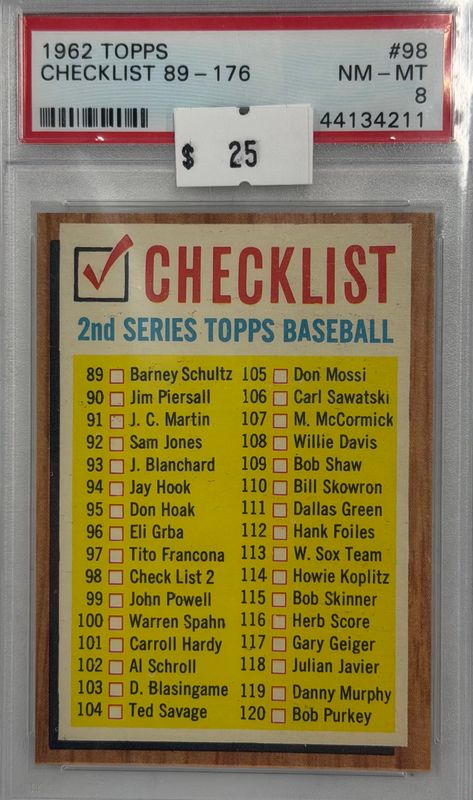 1962 TOPPS #98
CHECKLIST 89-176 NM-MT
8
44134211
$ 25
CHECKLIST
2nd SERIES TOPPS BASEBALL
89 Barney Schultz
90 Jim Piersall
91 J. C. Martin
92 Sam Jones
93 J. Blanchard
94 Jay Hook
95 Don Hoak
96 Eli Grba
97 Tito Francona
98 Check List 2
99 John Powell
100 Warren Spahn
101 Carroll Hardy
102 Al Schroll
103 D. Blasingame
104 Ted Savage
105 Don Mossi
106 Carl Sawatski
107 M. McCormick
108 Willie Davis
109 Bob Shaw
110 Bill Skowron
111 Dallas Green
112 Hank Foiles
113 W. Sox Team
114 Howie Koplitz
115 Bob Skinner
116 Herb Score
117 Gary Geiger
118 Julian Javier
119 Danny Murphy
120 Bob Purkey